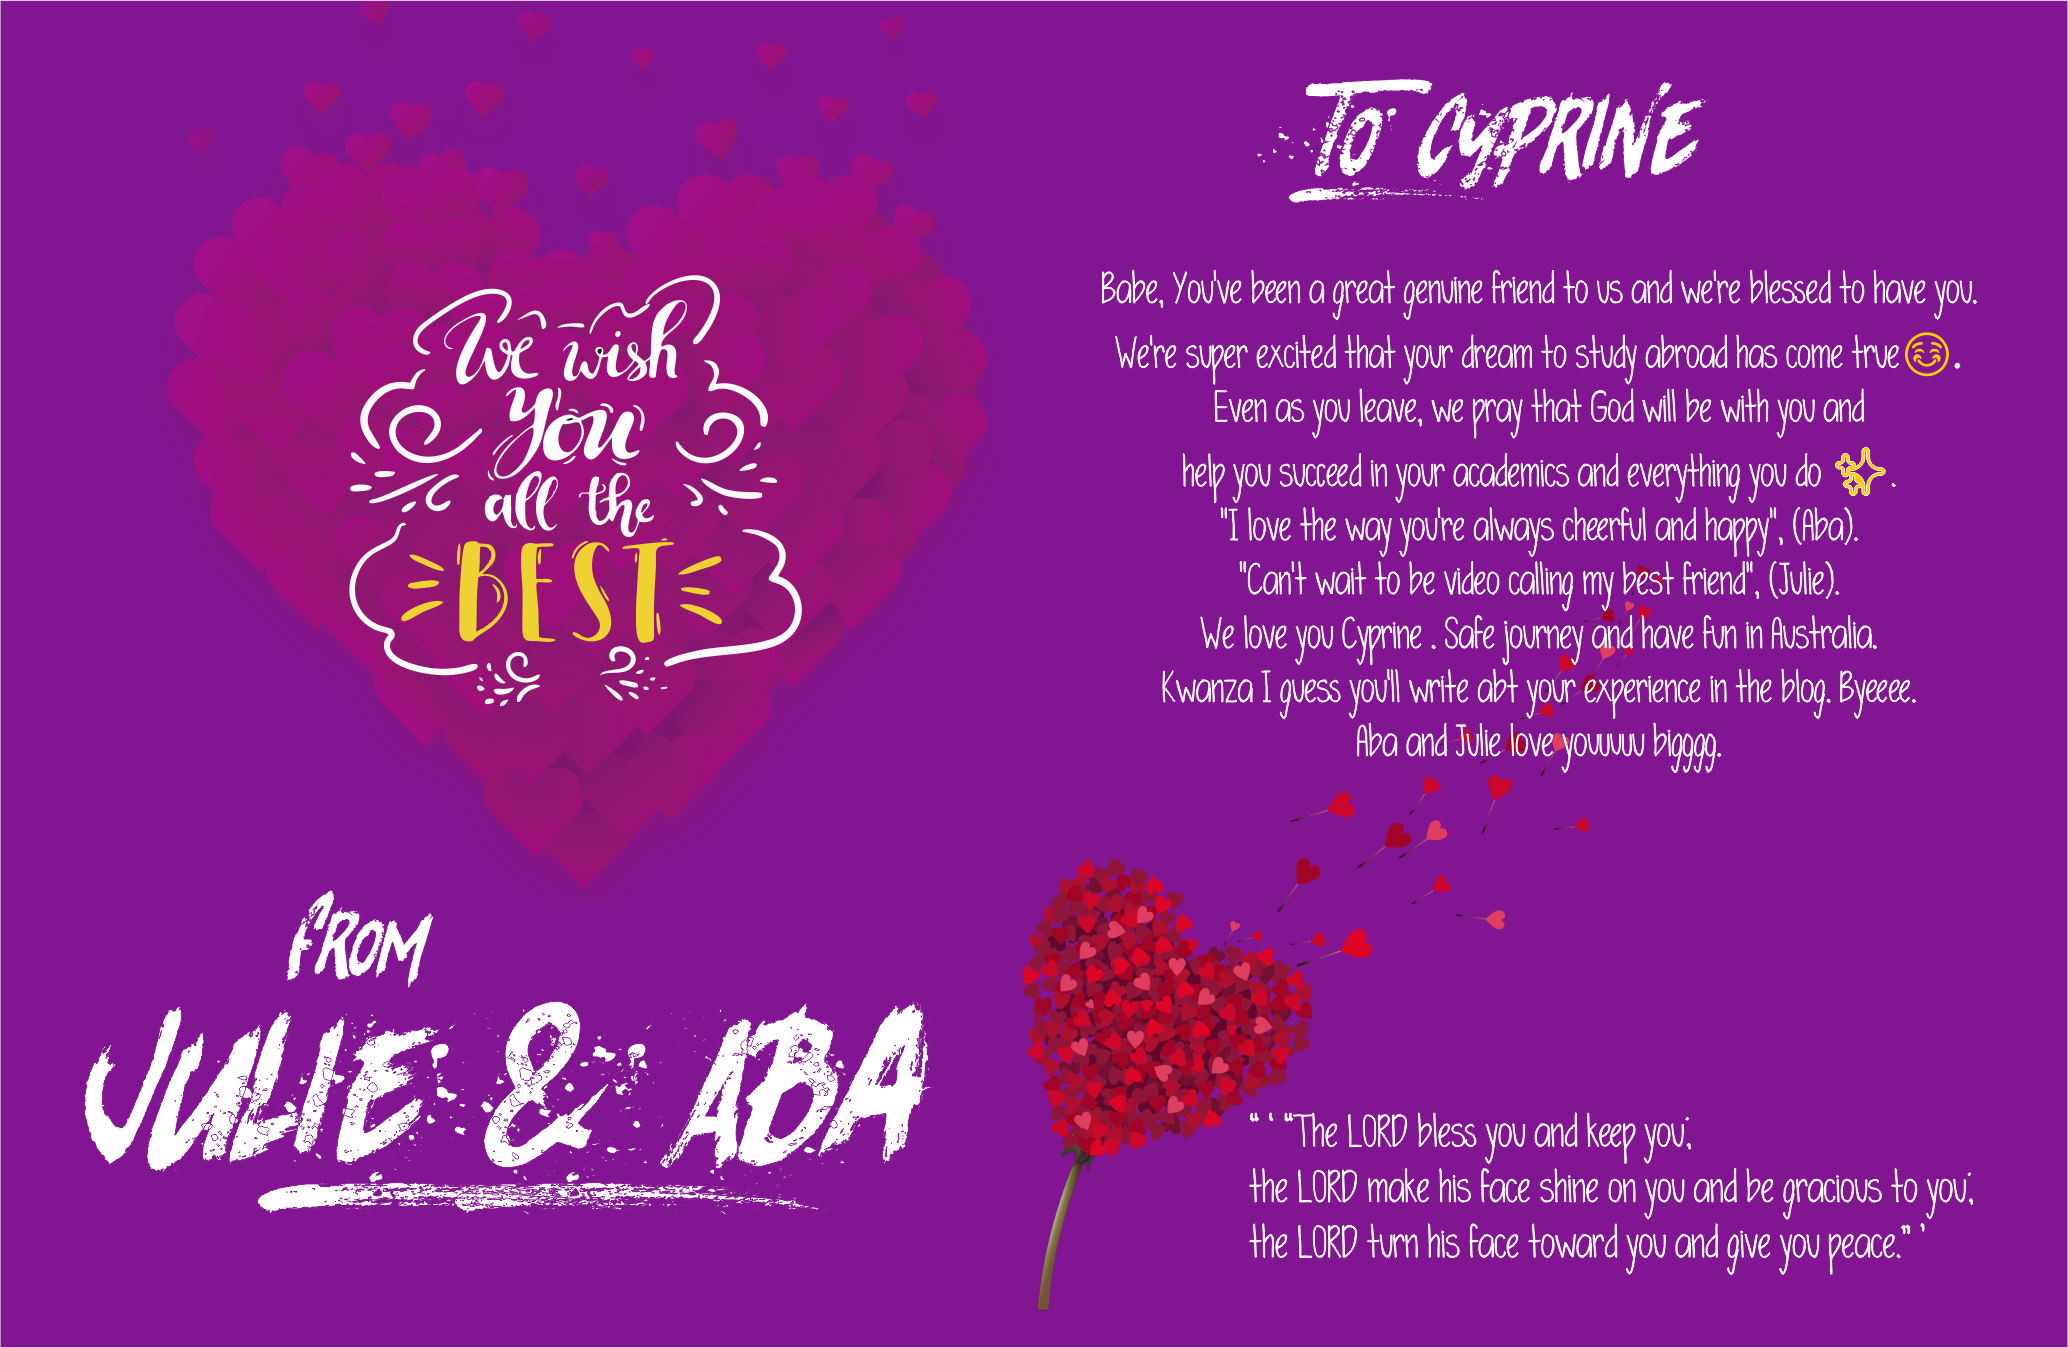 We wish
you
all the
BEST
FROM
JULIE & ABA
To CYPRINE
Babe, You've been a great genuine friend to us and we're blessed to have you.
We're super excited that your dream to study abroad has come true😊.
Even as you leave, we pray that God will be with you and
help you succeed in your academics and everything you do ✨.
"I love the way you're always cheerful and happy", (Aba).
"Can't wait to be video calling my best friend", (Julie).
We love you Cyprine . Safe journey and have fun in Australia.
Kwanza I guess you'll write abt your experience in the blog. Byeeee.
Aba and Julie love youuuuu bigggg.
“ ‘ “The LORD bless you and keep you;
the LORD make his face shine on you and be gracious to you;
the LORD turn his face toward you and give you peace.” ’